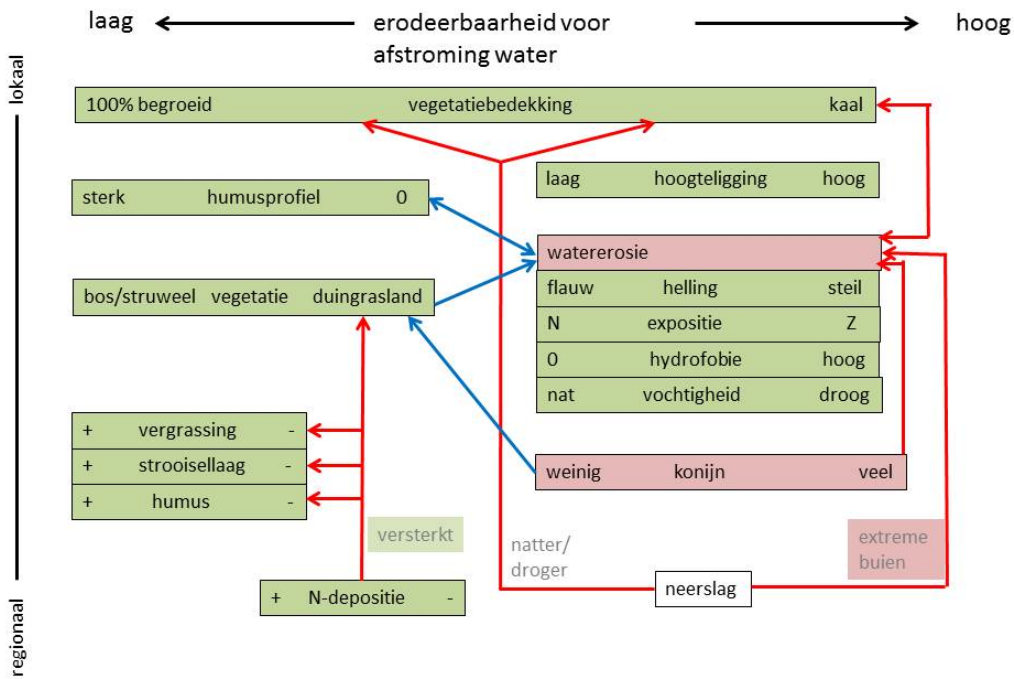 laag erodeerbaarheid voor hoog
afstroming water
lokaal
100% begroeid vegetatiebedekking kaal
laag hoogteligging hoog
sterk humusprofiel 0
watererosie
bos/struweel vegetatie duingrasland
flauw helling steil
N expositie Z
0 hydrofobie hoog
nat vochtigheid droog
+ vergrassing -
+ strooisellaag -
+ humus -
weinig konijn veel
versterkt
natter/
droger
extreme
buien
+ N-depositie -
neerslag
regionaal